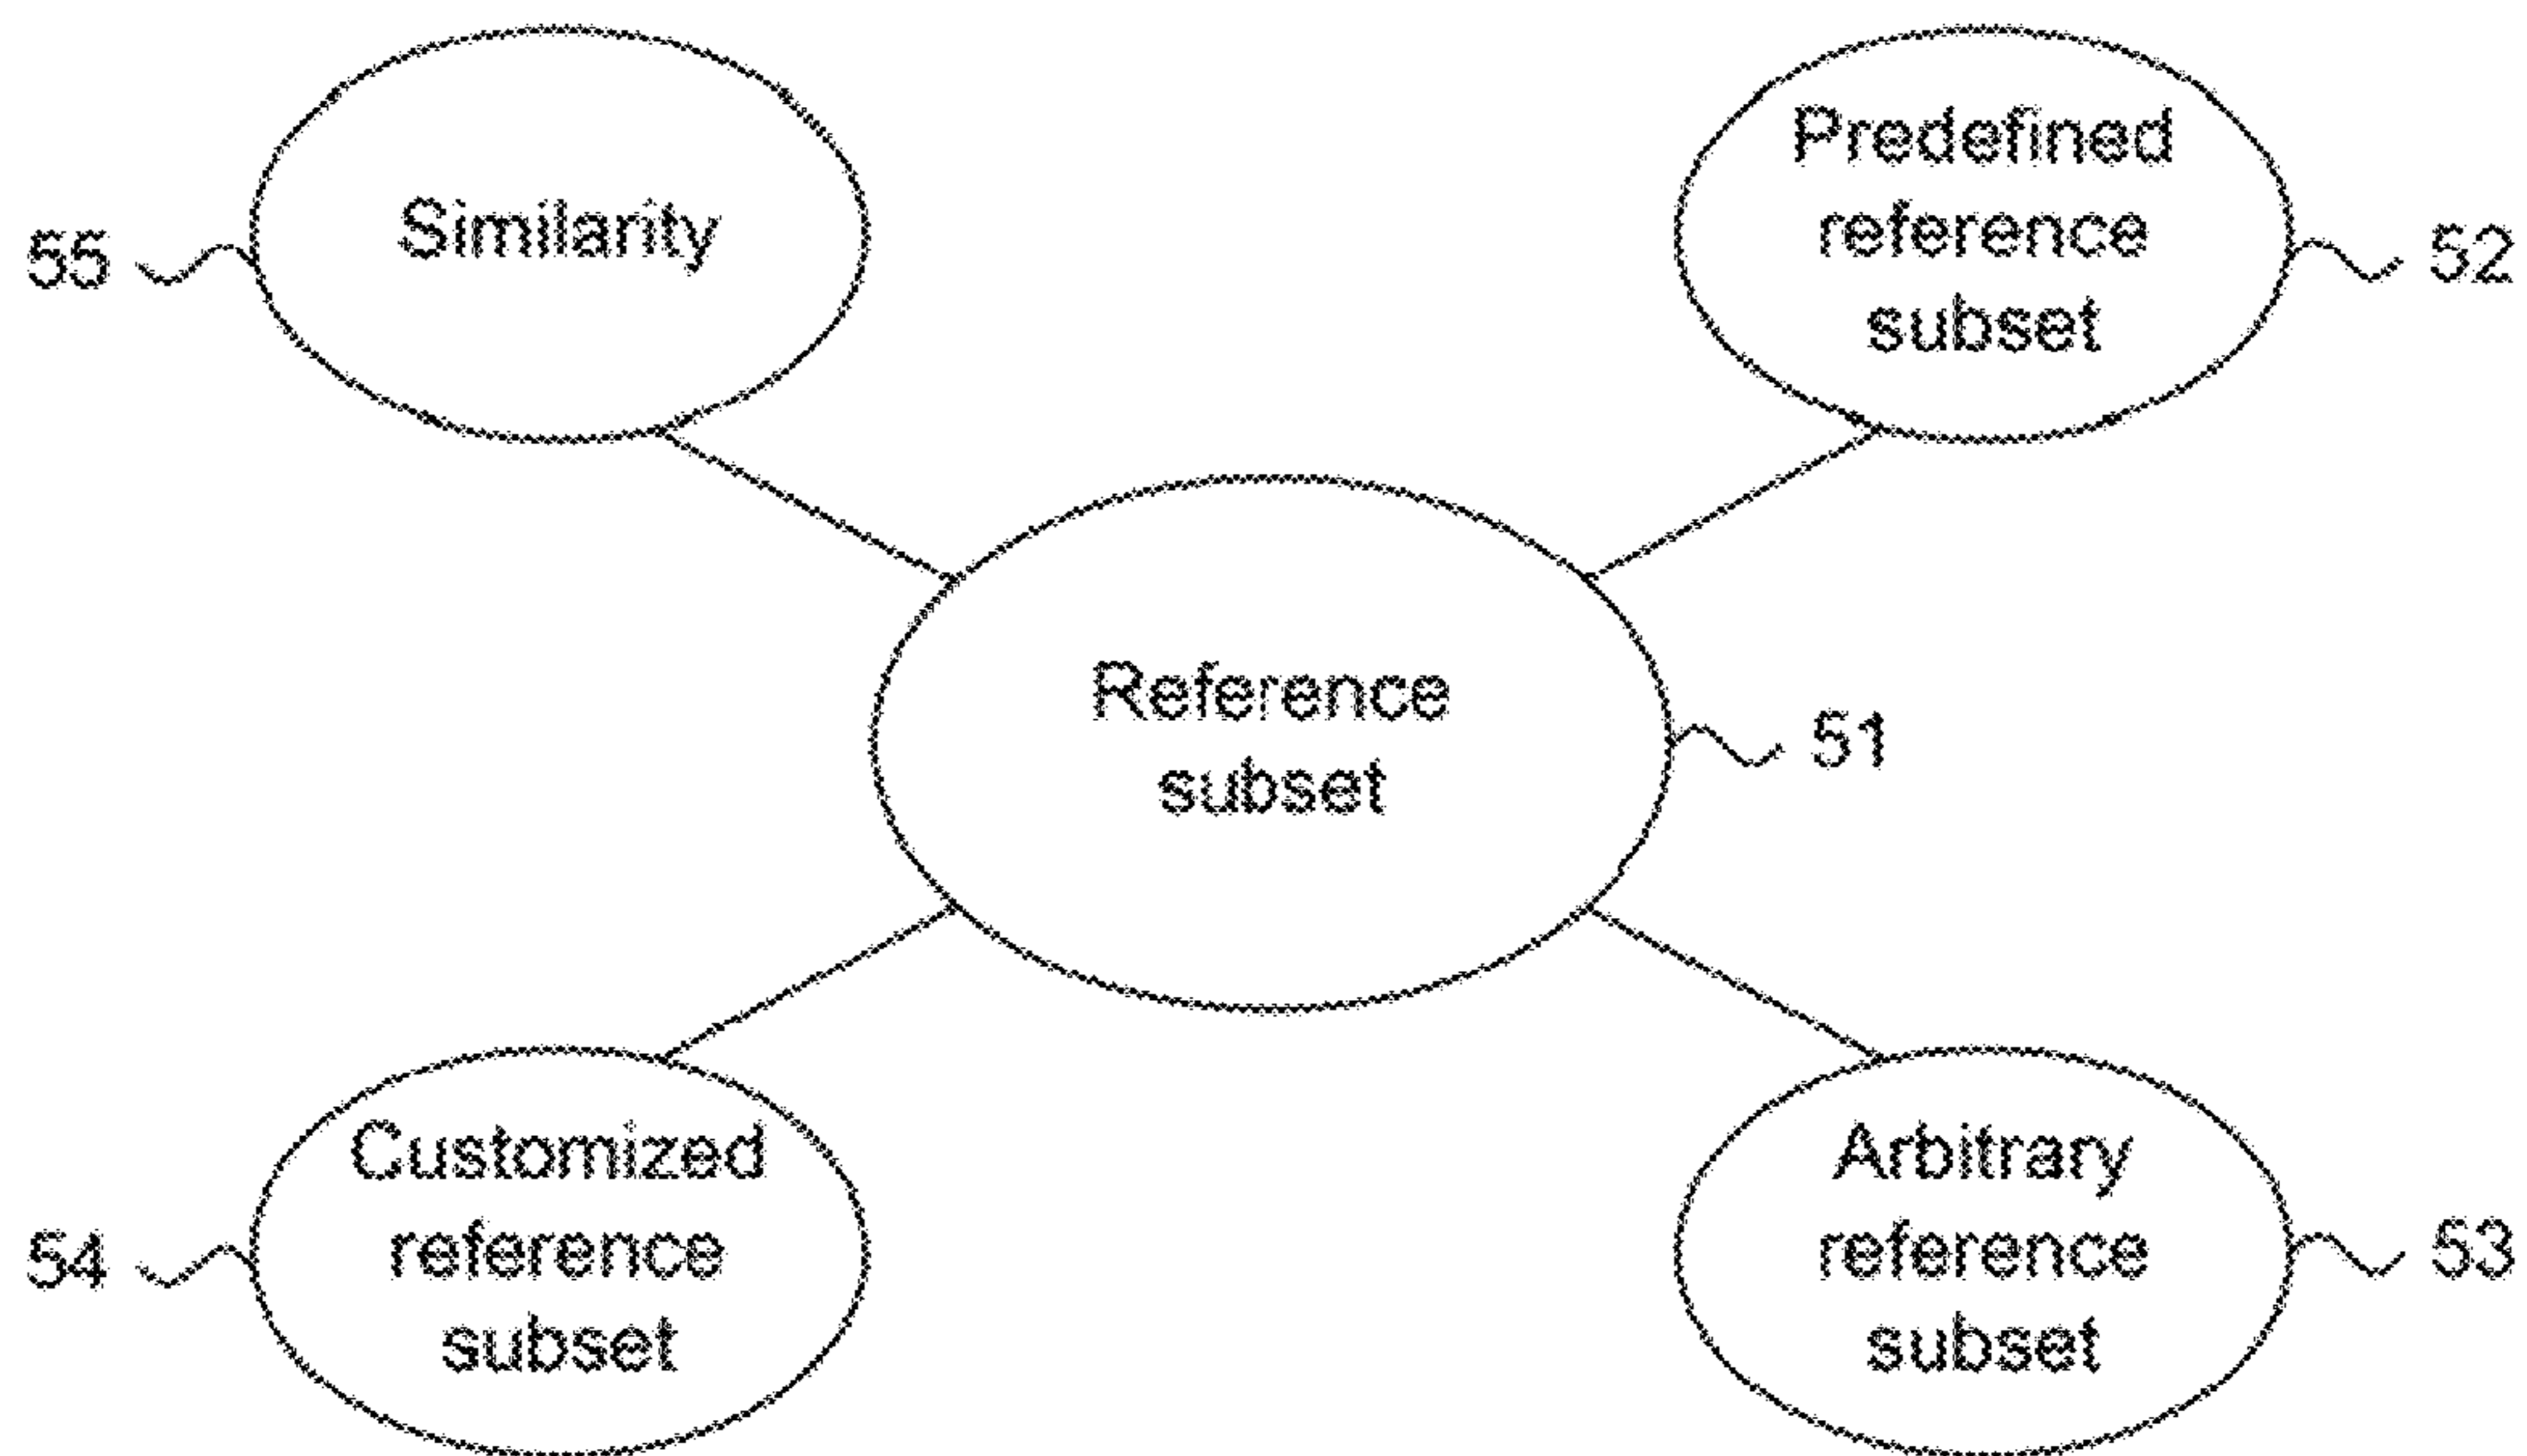 Similarity
55
Predefined
reference
subset
52
Reference
subset
51
Customized
reference
subset
54
Arbitrary
reference
subset
53